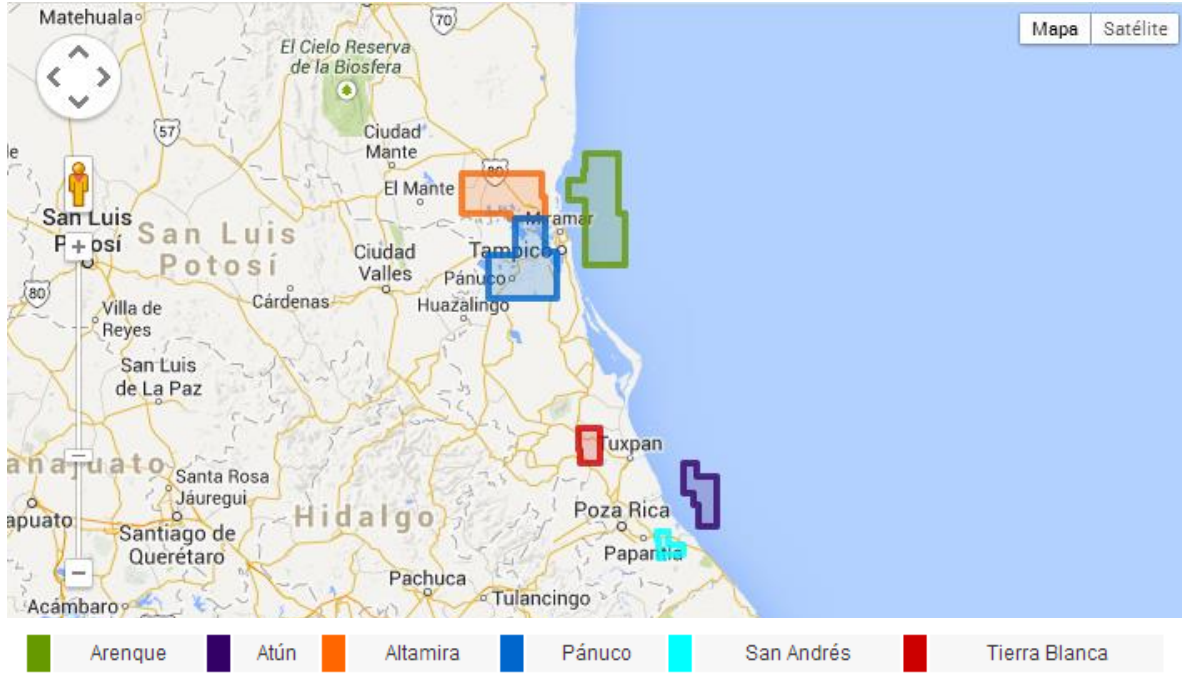 Matehuala
70
Mapa
Satélite
El Cielo Reserva
de la Biosfera
57
Ciudad
Mante
80
El Mante
San Luis
Potosí
San Luis
Potosí
Miramar
Tampico
Ciudad
Valles
Pánuco
80
Cárdenas
Huazalingo
Villa de
Reyes
San Luis
de La Paz
Tuxpan
anajuato
Santa Rosa
Jáuregui
Hidalgo
Poza Rica
apuato
Santiago de
Querétaro
Papantla
Pachuca
Tulancingo
Acámbaro
Arenque
Atún
Altamira
Pánuco
San Andrés
Tierra Blanca